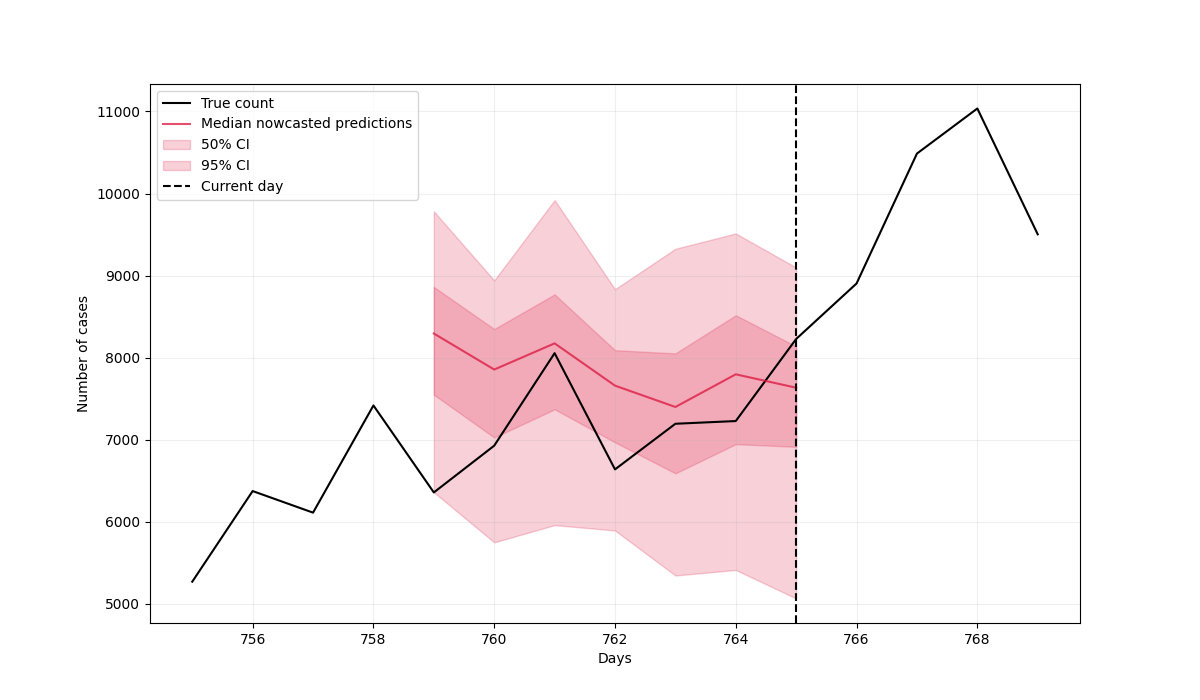 True count
Median nowcasted predictions
50% CI
95% CI
Current day
11000
10000
9000
8000
7000
6000
5000
Number of cases
756 758 760 762 764 766 768
Days